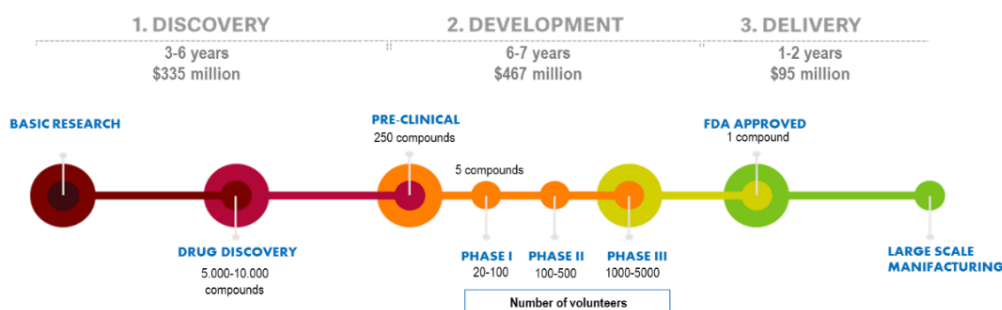 1. DISCOVERY
3-6 years
$335 million
2. DEVELOPMENT
6-7 years
$467 million
3. DELIVERY
1-2 years
$95 million
BASIC RESEARCH
PRE-CLINICAL
250 compounds
5 compounds
FDA APPROVED
1 compound
DRUG DISCOVERY
5.000-10.000
compounds
PHASE I
20-100
PHASE II
100-500
PHASE III
1000-5000
Number of volunteers
LARGE SCALE
MANIFACTURING